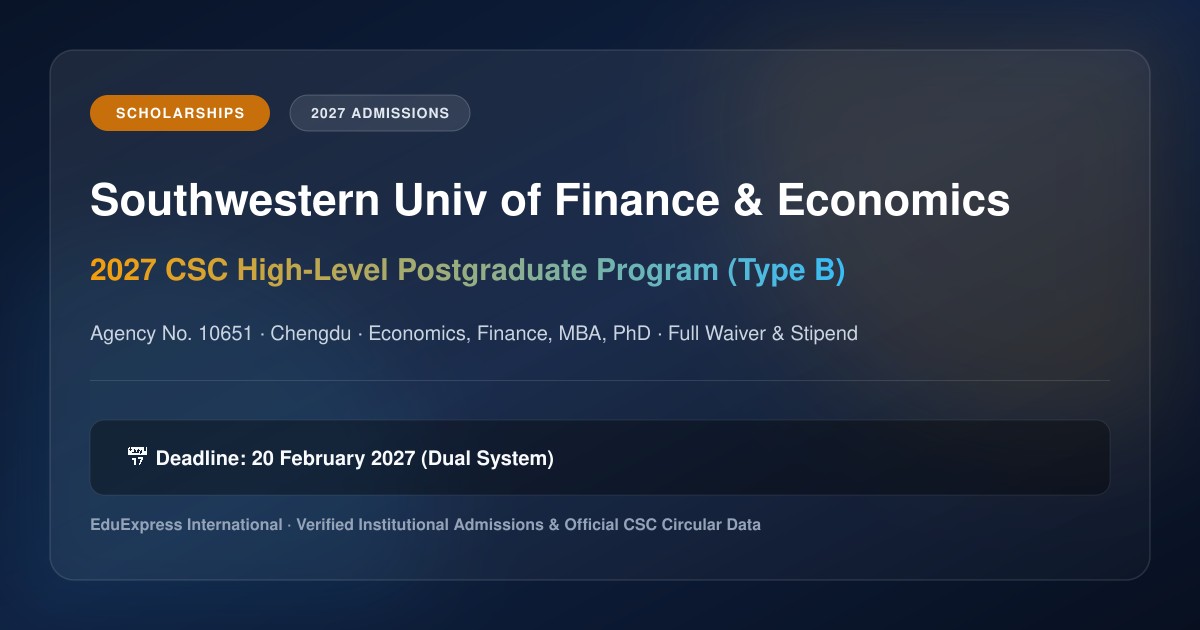 SCHOLARSHIPS
2027 ADMISSIONS
Southwestern Univ of Finance & Economics
2027 CSC High-Level Postgraduate Program (Type B)
Agency No. 10651 · Chengdu · Economics, Finance, MBA, PhD · Full Waiver & Stipend
Deadline: 20 February 2027 (Dual System)
EduExpress International · Verified Institutional Admissions & Official CSC Circular Data